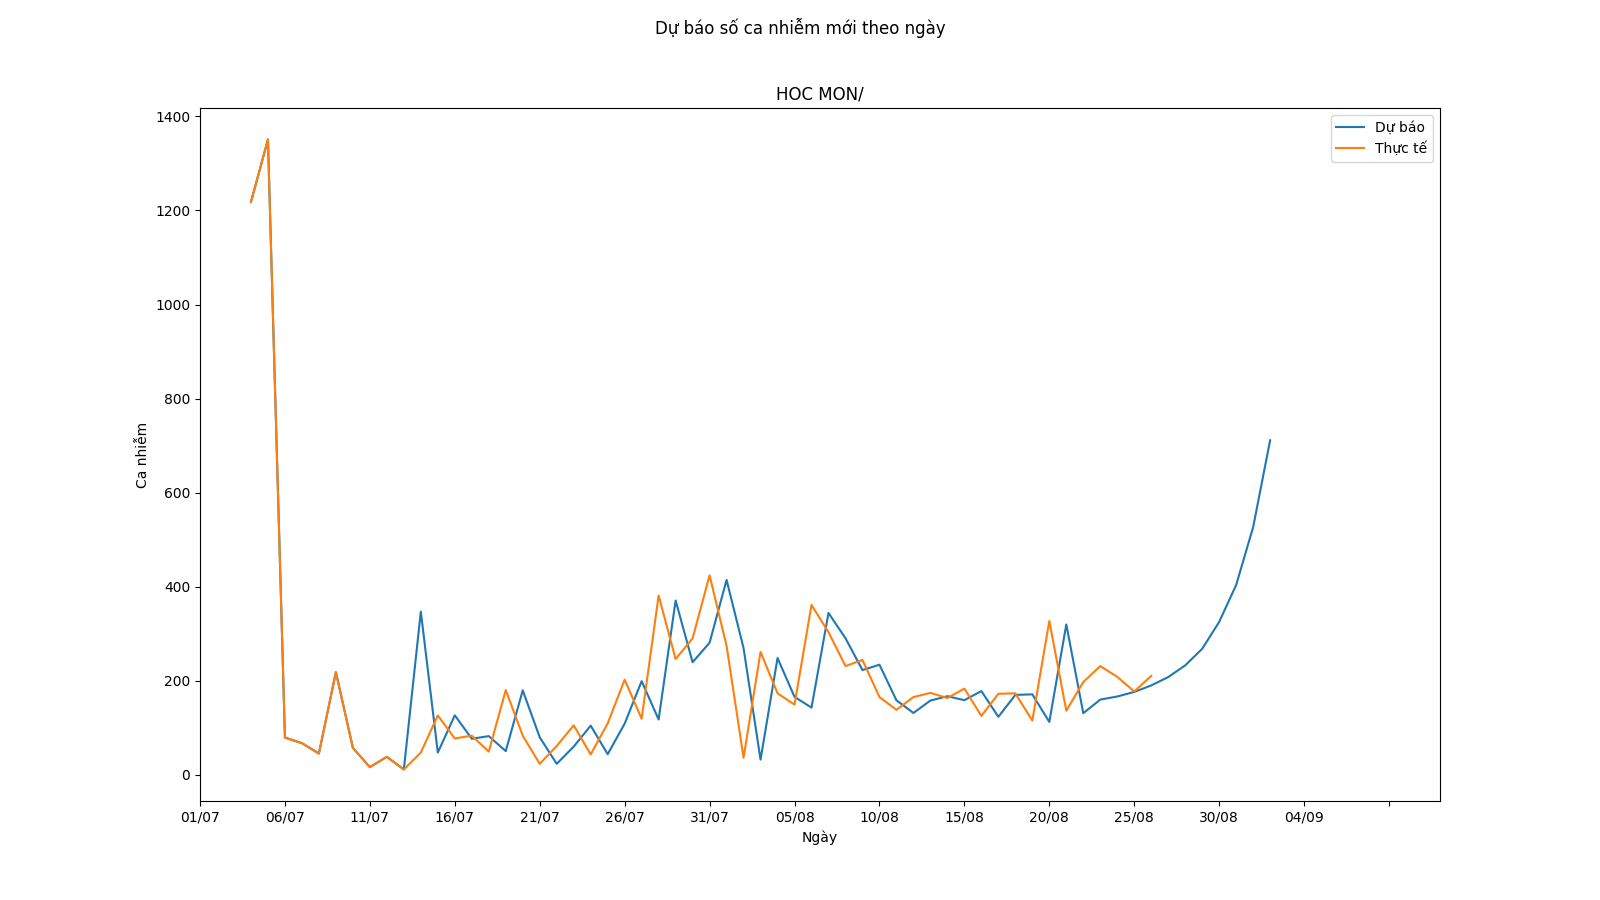 Dự báo số ca nhiễm mới theo ngày
HOC MON/
Dự báo
Thực tế
1400
1200
1000
800
600
400
200
0
Ca nhiễm
01/07 06/07 11/07 16/07 21/07 26/07 31/07 05/08 10/08 15/08 20/08 25/08 30/08 04/09
Ngày